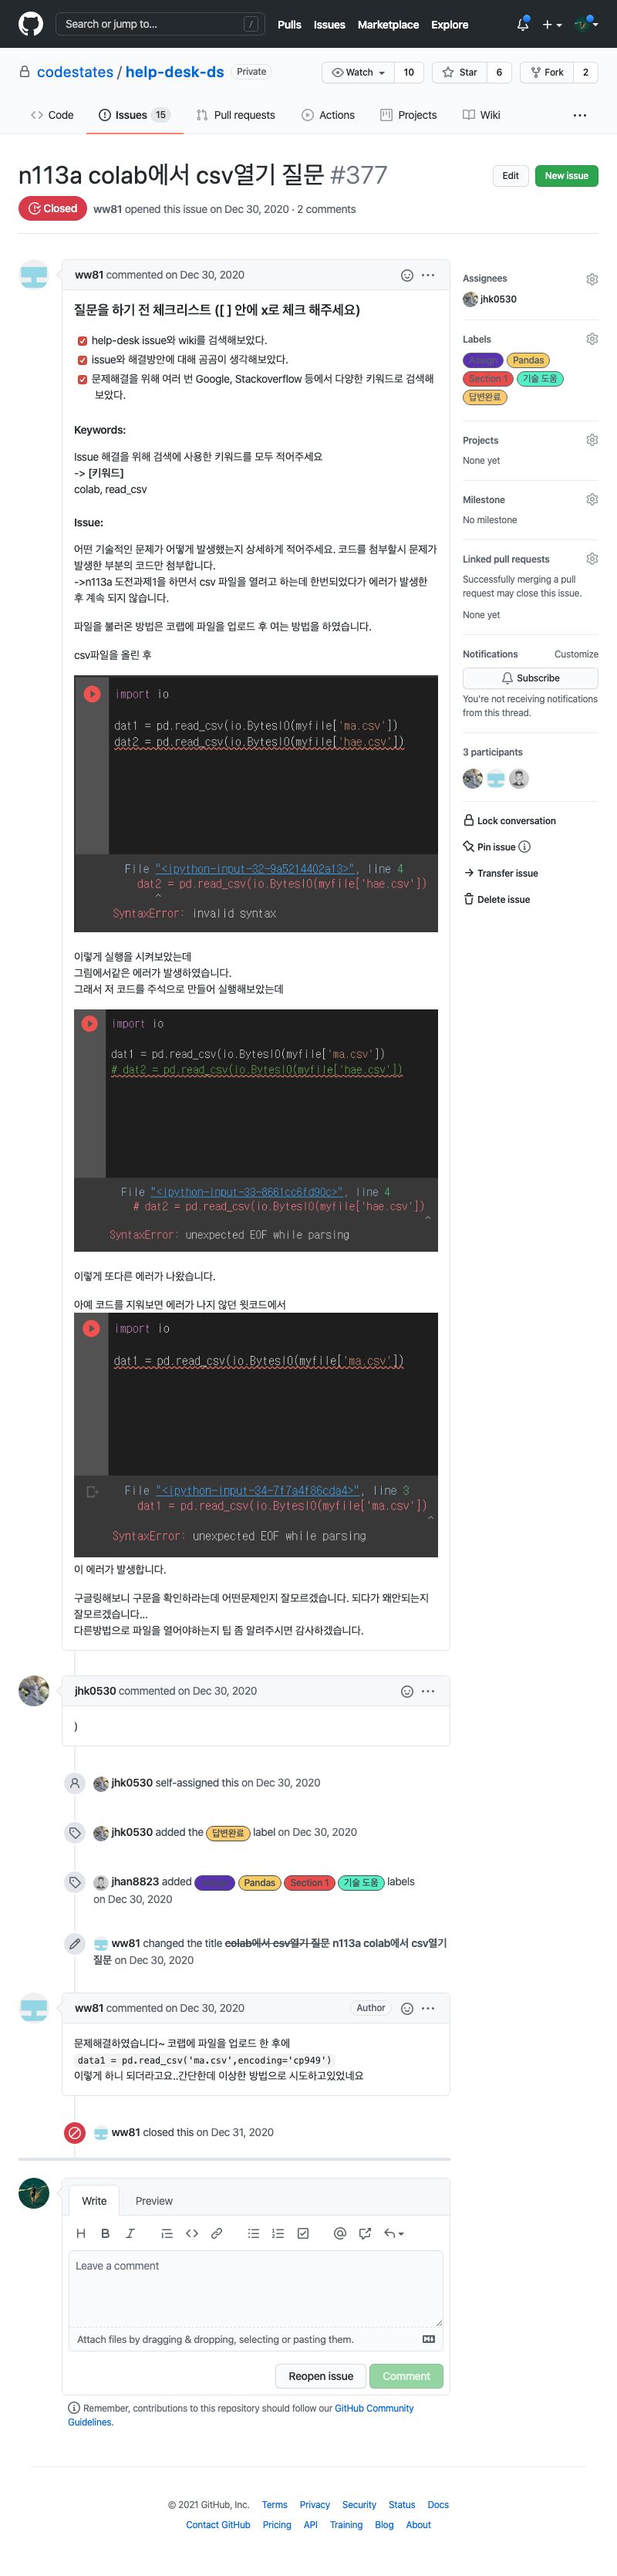 Search or jump to...
/
Pulls Issues Marketplace Explore
codestates / help-desk-ds Private
Watch 10 Star 6 Fork 2
Code Issues 15 Pull requests Actions Projects Wiki
n113a colab에서 csv열기 질문 #377
Edit New issue
Closed ww81 opened this issue on Dec 30, 2020 · 2 comments
ww81 commented on Dec 30, 2020
질문을 하기 전 체크리스트 ([ ] 안에 x로 체크 해주세요)
help-desk issue와 wiki를 검색해보았다.
issue와 해결방안에 대해 곰곰이 생각해보았다.
문제해결을 위해 여러 번 Google, Stackoverflow 등에서 다양한 키워드로 검색해
보았다.
Keywords:
Issue 해결을 위해 검색에 사용한 키워드를 모두 적어주세요
-> [키워드]
colab, read_csv
Issue:
어떤 기술적인 문제가 어떻게 발생했는지 상세하게 적어주세요. 코드를 첨부할시 문제가
발생한 부분의 코드만 첨부합니다.
->n113a 도전과제1을 하면서 csv 파일을 열려고 하는데 한번되었다가 에러가 발생한
후 계속 되지 않습니다.
파일을 불러온 방법은 코랩에 파일을 업로드 후 여는 방법을 하였습니다.
csv파일을 올린 후
import io
dat1 = pd.read_csv(io.BytesIO(myfile['ma.csv'])
dat2 = pd.read_csv(io.BytesIO(myfile['hae.csv'])
File "<ipython-input-32-9a5214402a13>", line 4
dat2 = pd.read_csv(io.BytesIO(myfile['hae.csv'])
^
SyntaxError: invalid syntax
이렇게 실행을 시켜보았는데
그림에서같은 에러가 발생하였습니다.
그래서 저 코드를 주석으로 만들어 실행해보았는데
import io
dat1 = pd.read_csv(io.BytesIO(myfile['ma.csv'])
# dat2 = pd.read_csv(io.BytesIO(myfile['hae.csv'])
File "<ipython-input-33-8661cc6fd90c>", line 4
# dat2 = pd.read_csv(io.BytesIO(myfile['hae.csv'])
^
SyntaxError: unexpected EOF while parsing
이렇게 또다른 에러가 나왔습니다.
아예 코드를 지워보면 에러가 나지 않던 윗코드에서
import io
dat1 = pd.read_csv(io.BytesIO(myfile['ma.csv'])
File "<ipython-input-34-7f7a4f86cda4>", line 3
dat1 = pd.read_csv(io.BytesIO(myfile['ma.csv'])
^
SyntaxError: unexpected EOF while parsing
이 에러가 발생합니다.
구글링해보니 구문을 확인하라는데 어떤문제인지 잘모르겠습니다. 되다가 왜안되는지
잘모르겠습니다...
다른방법으로 파일을 열어야하는지 팁 좀 알려주시면 감사하겠습니다.
jhk0530 commented on Dec 30, 2020
)
jhk0530 self-assigned this on Dec 30, 2020
jhk0530 added the 답변완료 label on Dec 30, 2020
jhan8823 added Pandas Section 1 기술 도움 labels
on Dec 30, 2020
ww81 changed the title colab에서 csv열기 질문 n113a colab에서 csv열기
질문 on Dec 30, 2020
ww81 commented on Dec 30, 2020 Author
문제해결하였습니다~ 코랩에 파일을 업로드 한 후에
data1 = pd.read_csv('ma.csv',encoding='cp949')
이렇게 하니 되더라고요..간단한데 이상한 방법으로 시도하고있었네요
ww81 closed this on Dec 31, 2020
Write Preview
Leave a comment
Attach files by dragging & dropping, selecting or pasting them.
Reopen issue Comment
Remember, contributions to this repository should follow our GitHub Community
Guidelines.
Assignees
jhk0530
Labels
Pandas
Section 1 기술 도움
답변완료
Projects
None yet
Milestone
No milestone
Linked pull requests
Successfully merging a pull
request may close this issue.
None yet
Notifications Customize
Subscribe
You're not receiving notifications
from this thread.
3 participants
Lock conversation
Pin issue
Transfer issue
Delete issue
© 2021 GitHub, Inc. Terms Privacy Security Status Docs
Contact GitHub Pricing API Training Blog About